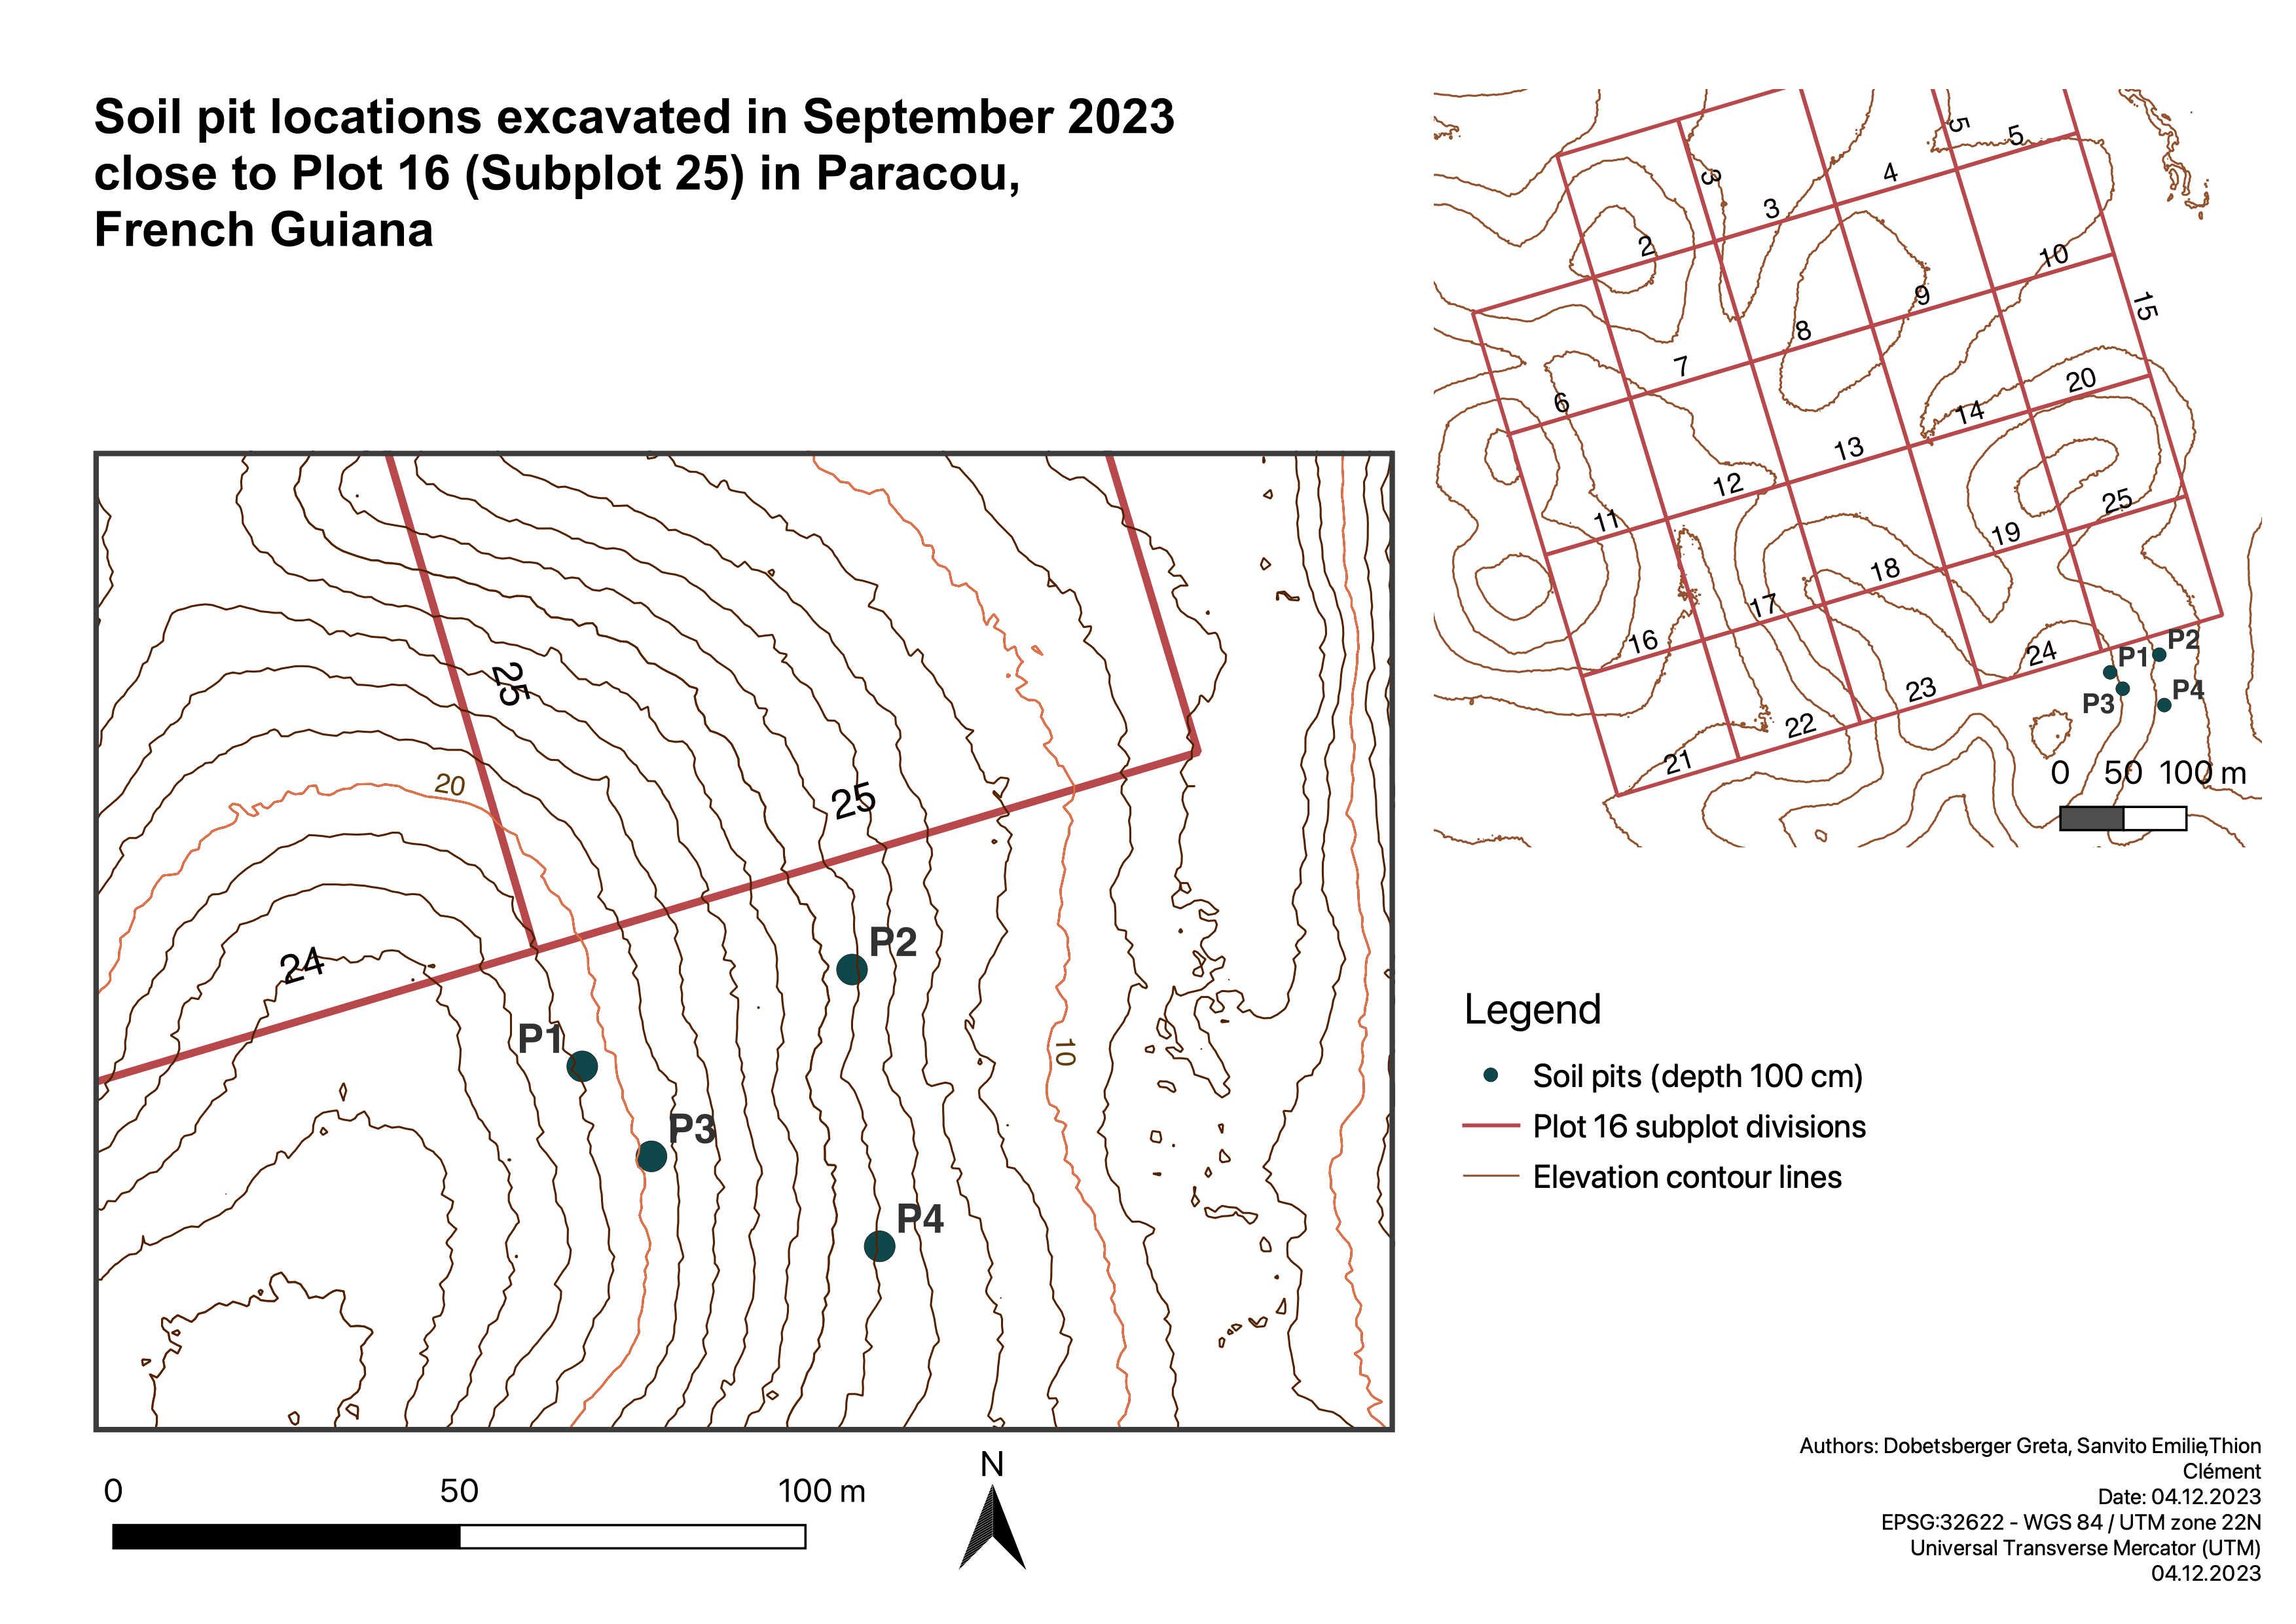 Soil pit locations excavated in September 2023
close to Plot 16 (Subplot 25) in Paracou,
French Guiana
5
5
4
3
3
2
10
9
15
8
7
20
6
14
13
12
25
11
19
18
17
16
P2
24
P1
P4
P3
23
22
21
0 50 100 m
25
20
25
24
P2
P1
10
P3
P4
Legend
Soil pits (depth 100 cm)
Plot 16 subplot divisions
Elevation contour lines
N
0 50 100 m
Authors: Dobetsberger Greta, Sanvito Emilie,Thion
Clément
Date: 04.12.2023
EPSG:32622 - WGS 84 / UTM zone 22N
Universal Transverse Mercator (UTM)
04.12.2023